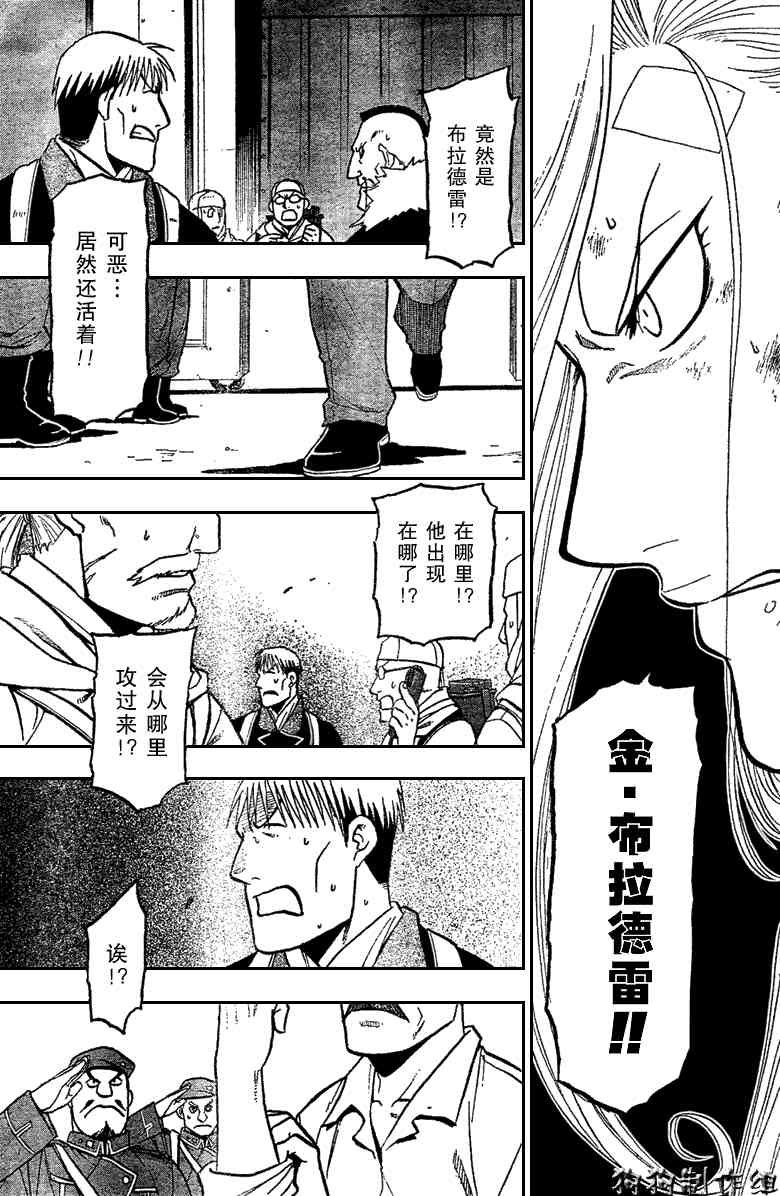 金·布拉德雷!!
竟然是
布拉德雷!?
可恶…
居然还活着!!
在哪里!?
他出现
在哪了!?
会从哪里
攻过来!?
诶!?
狗狗制作组